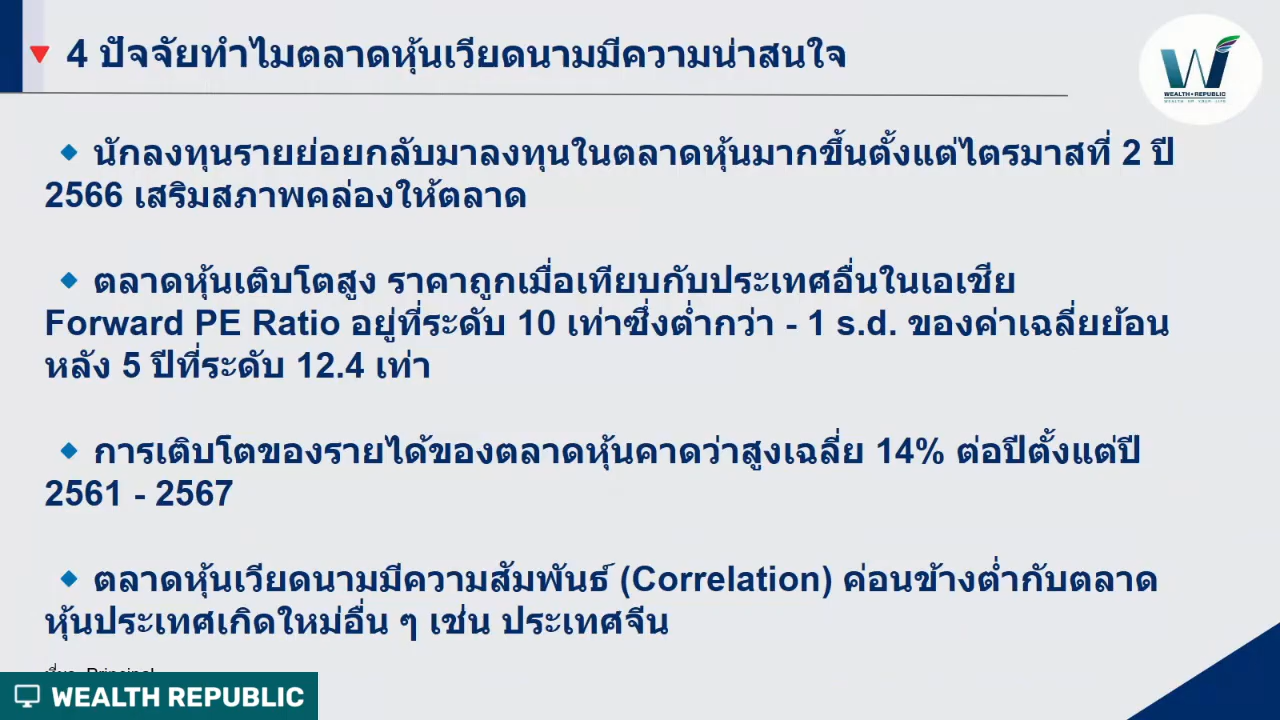 4 ปัจจัยทำไมตลาดหุ้นเวียดนามมีความน่าสนใจ
W
WEALTH•REPUBLIC
นักลงทุนรายย่อยกลับมาลงทุนในตลาดหุ้นมากขึ้นตั้งแต่ไตรมาสที่ 2 ปี
2566 เสริมสภาพคล่องให้ตลาด
ตลาดหุ้นเติบโตสูง ราคาถูกเมื่อเทียบกับประเทศอื่นในเอเชีย
Forward PE Ratio อยู่ที่ระดับ 10 เท่าซึ่งต่ำกว่า - 1 s.d. ของค่าเฉลี่ยย้อน
หลัง 5 ปีที่ระดับ 12.4 เท่า
การเติบโตของรายได้ของตลาดหุ้นคาดว่าสูงเฉลี่ย 14% ต่อปีตั้งแต่ปี
2561 - 2567
ตลาดหุ้นเวียดนามมีความสัมพันธ์ (Correlation) ค่อนข้างต่ำกับตลาด
หุ้นประเทศเกิดใหม่อื่น ๆ เช่น ประเทศจีน
Principal
WEALTH REPUBLIC